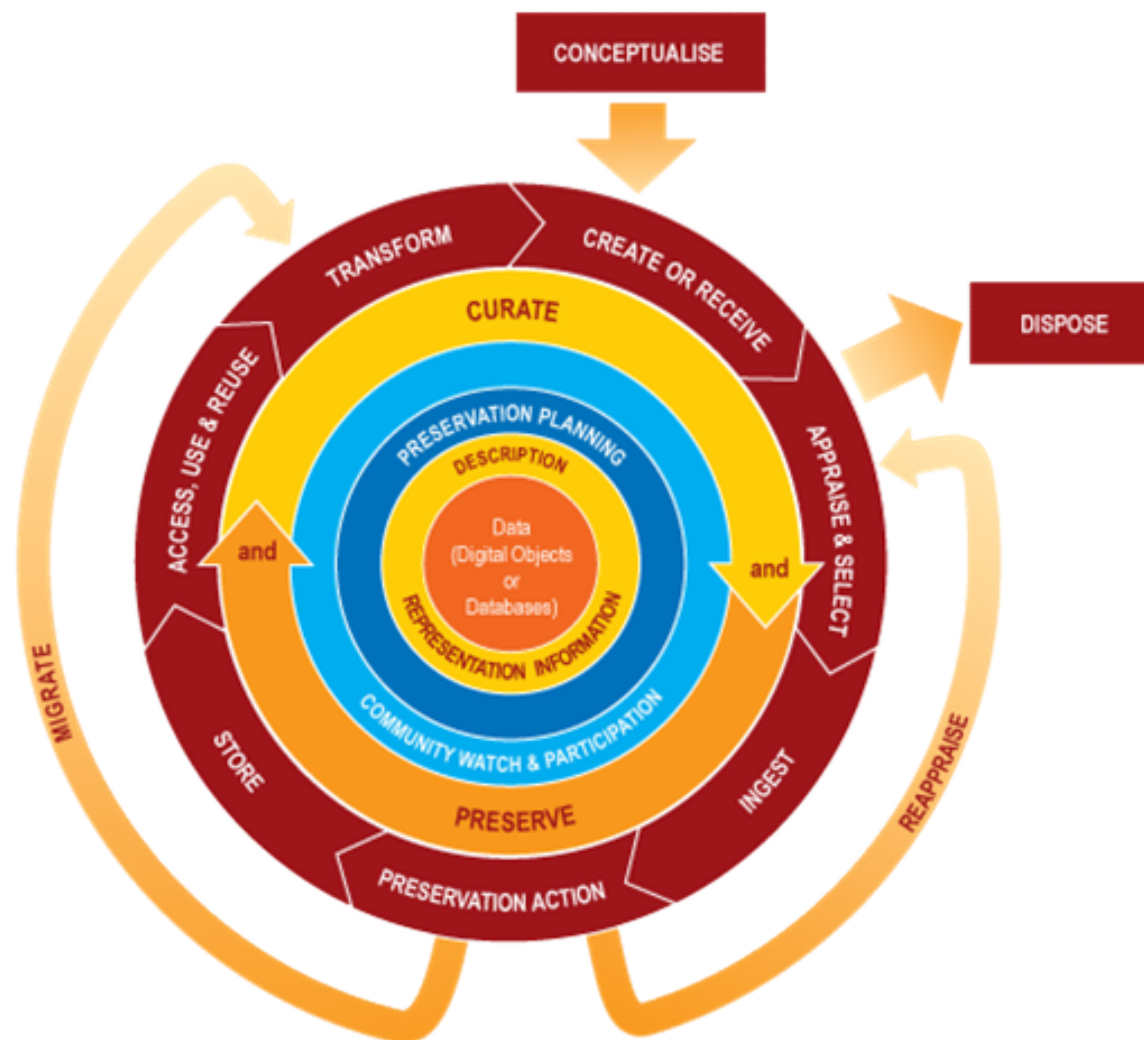 CONCEPTUALISE
CREATE OR RECEIVE
DISPOSE
APPRAISE & SELECT
INGEST
REAPPRAISE
PRESERVATION ACTION
STORE
MIGRATE
ACCESS, USE & REUSE
TRANSFORM
CURATE
and
PRESERVE
and
COMMUNITY WATCH & PARTICIPATION
PRESERVATION PLANNING
DESCRIPTION
REPRESENTATION INFORMATION
Data
(Digital Objects
or
Databases)